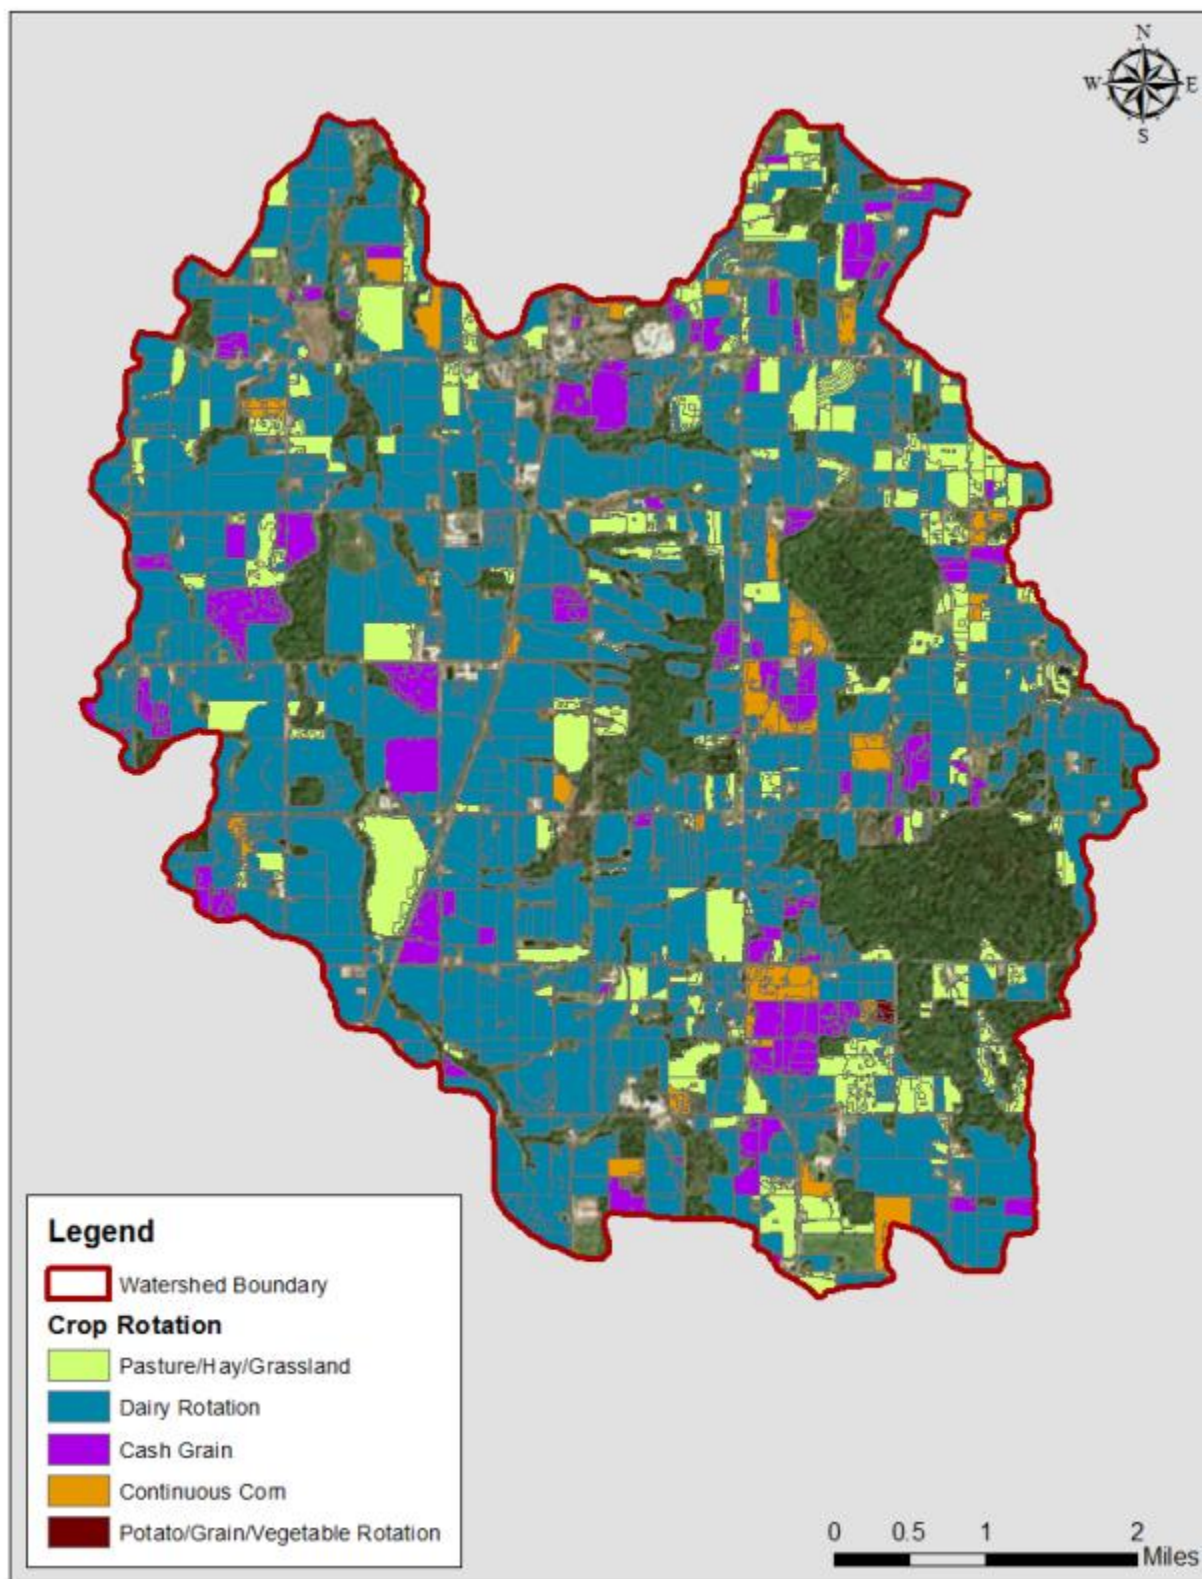 N
W E
S
Legend
Watershed Boundary
Crop Rotation
Pasture/Hay/Grassland
Dairy Rotation
Cash Grain
Continuous Corn
Potato/Grain/Vegetable Rotation
0 0.5 1 2
Miles